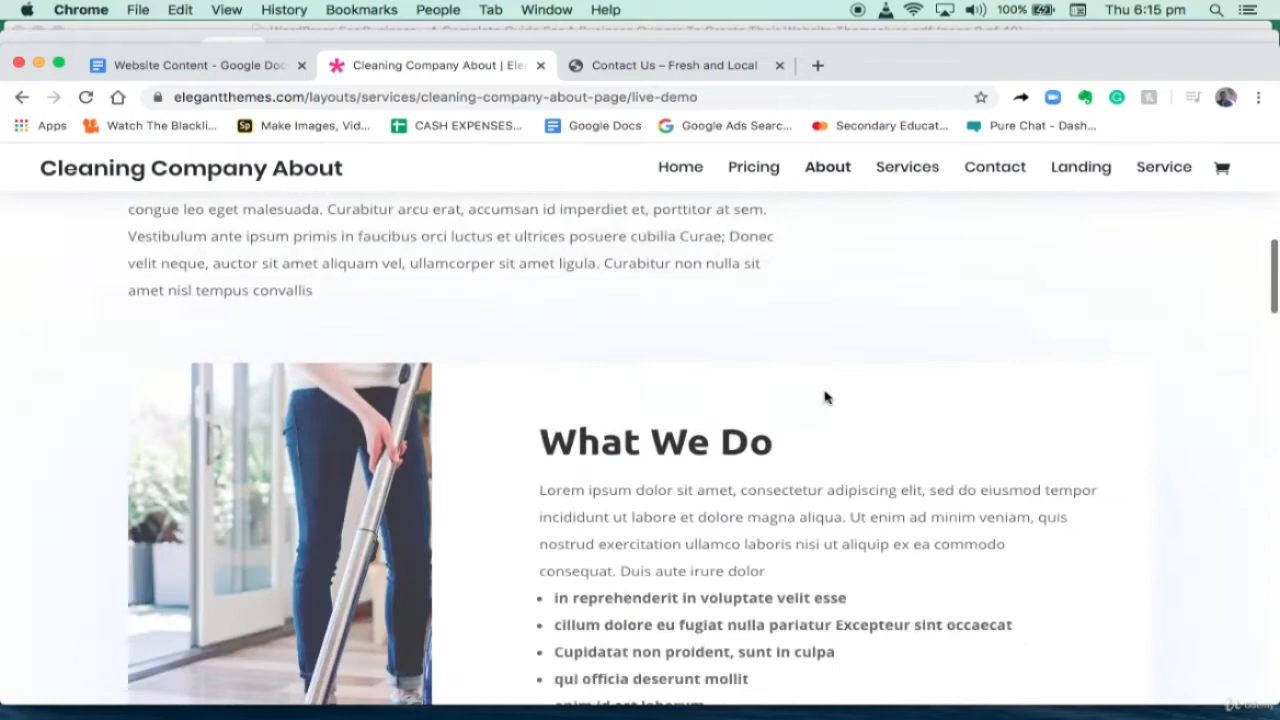 Chrome File Edit View History Bookmarks People Tab Window Help 100% Thu 6:15 pm
Website Content - Google Doc Cleaning Company About | Ele Contact Us – Fresh and Local
elegantthemes.com/layouts/services/cleaning-company-about-page/live-demo
Apps Watch The Blackli... Make Images, Vid... CASH EXPENSES... Google Docs Google Ads Searc... Secondary Educat... Pure Chat - Dash...
Cleaning Company About Home Pricing About Services Contact Landing Service
congue leo eget malesuada. Curabitur arcu erat, accumsan id imperdiet et, porttitor at sem.
Vestibulum ante ipsum primis in faucibus orci luctus et ultrices posuere cubilia Curae; Donec
velit neque, auctor sit amet aliquam vel, ullamcorper sit amet ligula. Curabitur non nulla sit
amet nisl tempus convallis
What We Do
Lorem ipsum dolor sit amet, consectetur adipiscing elit, sed do eiusmod tempor
incididunt ut labore et dolore magna aliqua. Ut enim ad minim veniam, quis
nostrud exercitation ullamco laboris nisi ut aliquip ex ea commodo
consequat. Duis aute irure dolor
in reprehenderit in voluptate velit esse
cillum dolore eu fugiat nulla pariatur Excepteur sint occaecat
Cupidatat non proident, sunt in culpa
qui officia deserunt mollit
Udemy